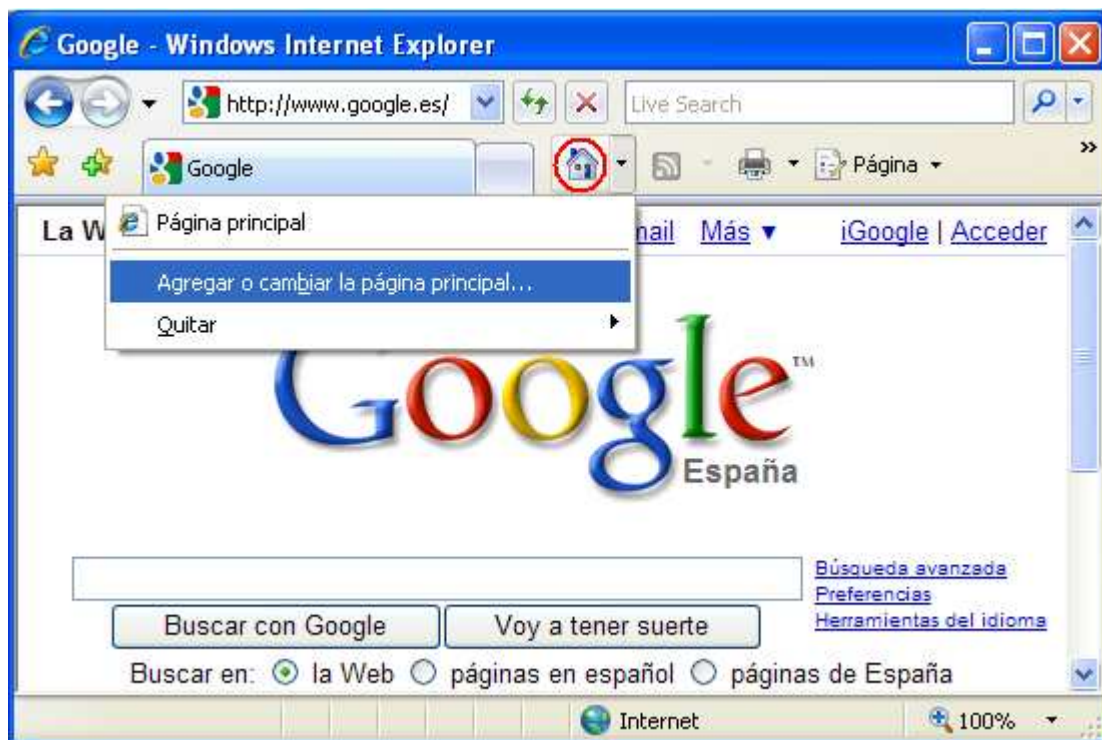 Google - Windows Internet Explorer
http://www.google.es/ Live Search
Google Página
La W
Página principal
mail Más ▼ iGoogle | Acceder
Agregar o cambiar la página principal...
Quitar
Google™
España
Búsqueda avanzada
Preferencias
Herramientas del idioma
Buscar con Google Voy a tener suerte
Buscar en: la Web páginas en español páginas de España
Internet 100%